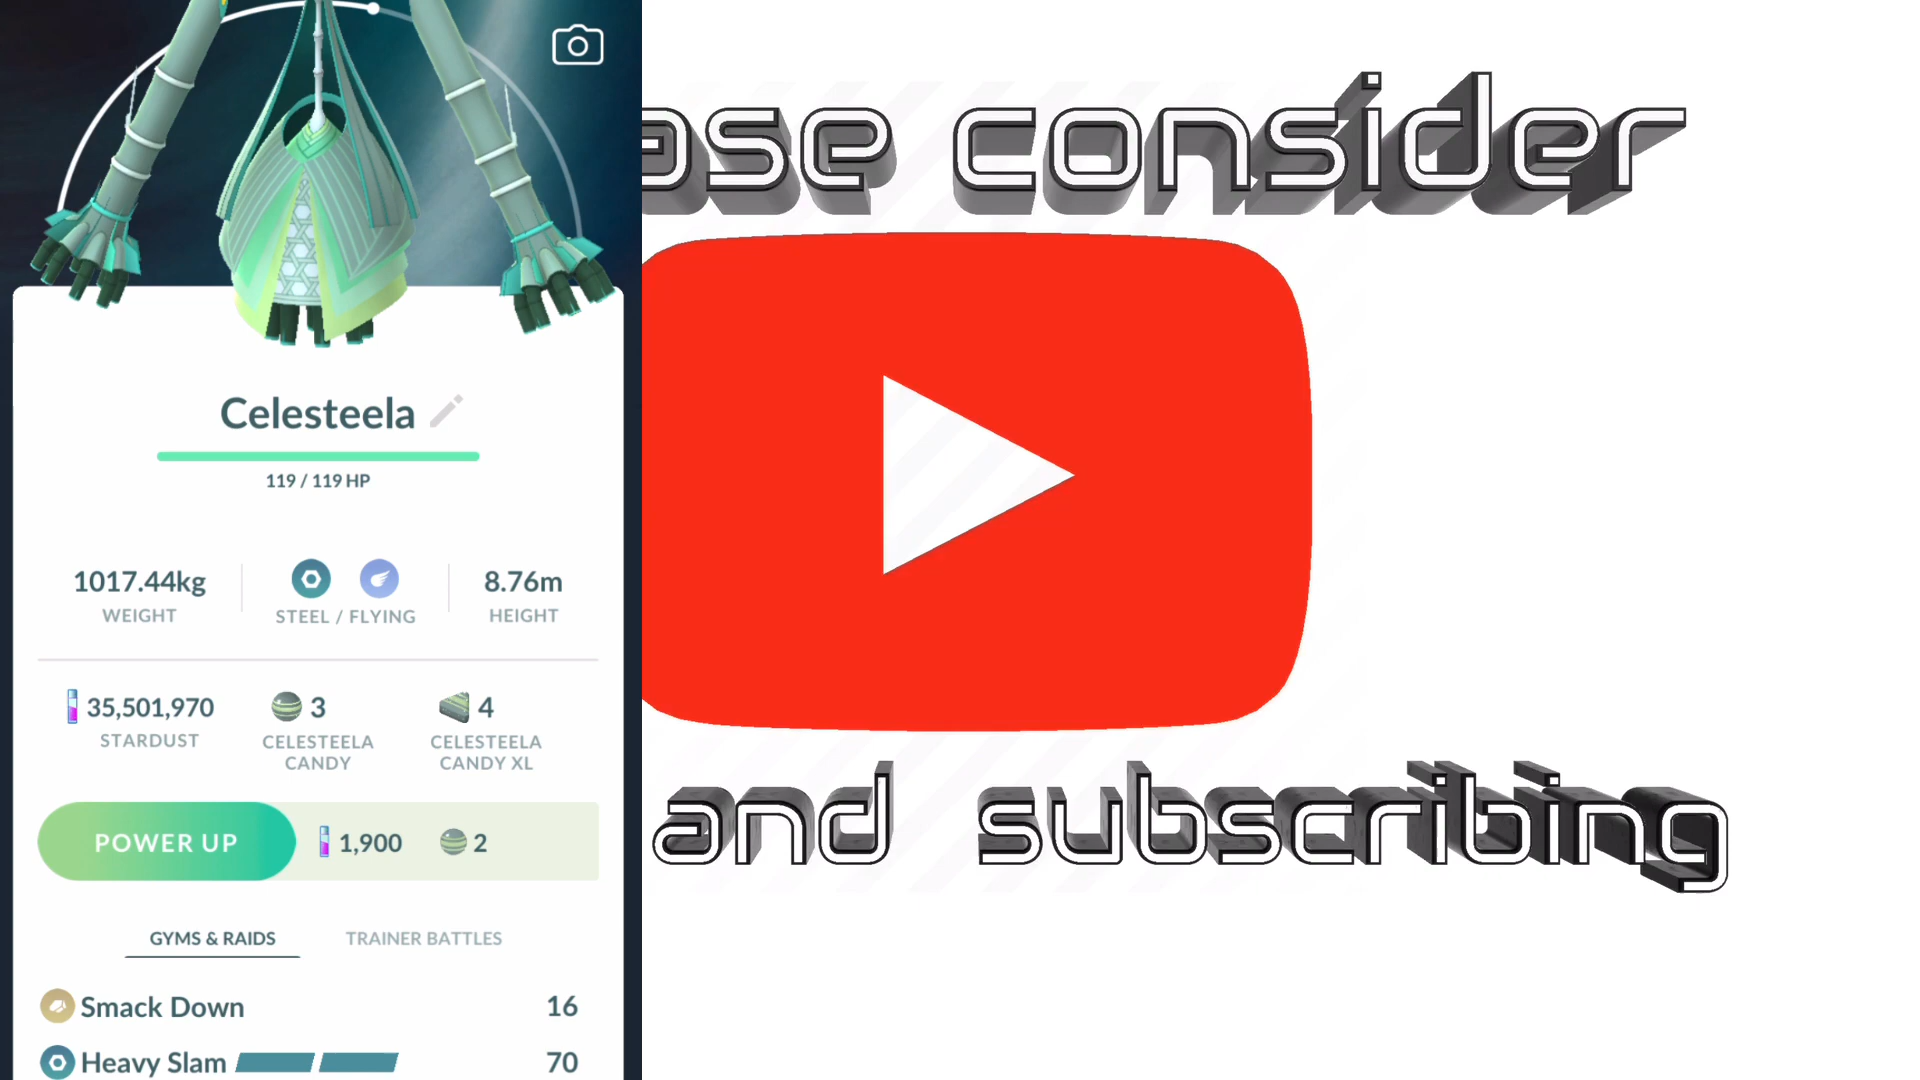 Celesteela
119 / 119 HP
1017.44kg
WEIGHT
STEEL / FLYING
8.76m
HEIGHT
35,501,970
STARDUST
3
CELESTEELA
CANDY
4
CELESTEELA
CANDY XL
POWER UP
1,900
2
GYMS & RAIDS
TRAINER BATTLES
Smack Down 16
Heavy Slam 70
ase consider
and subscribing